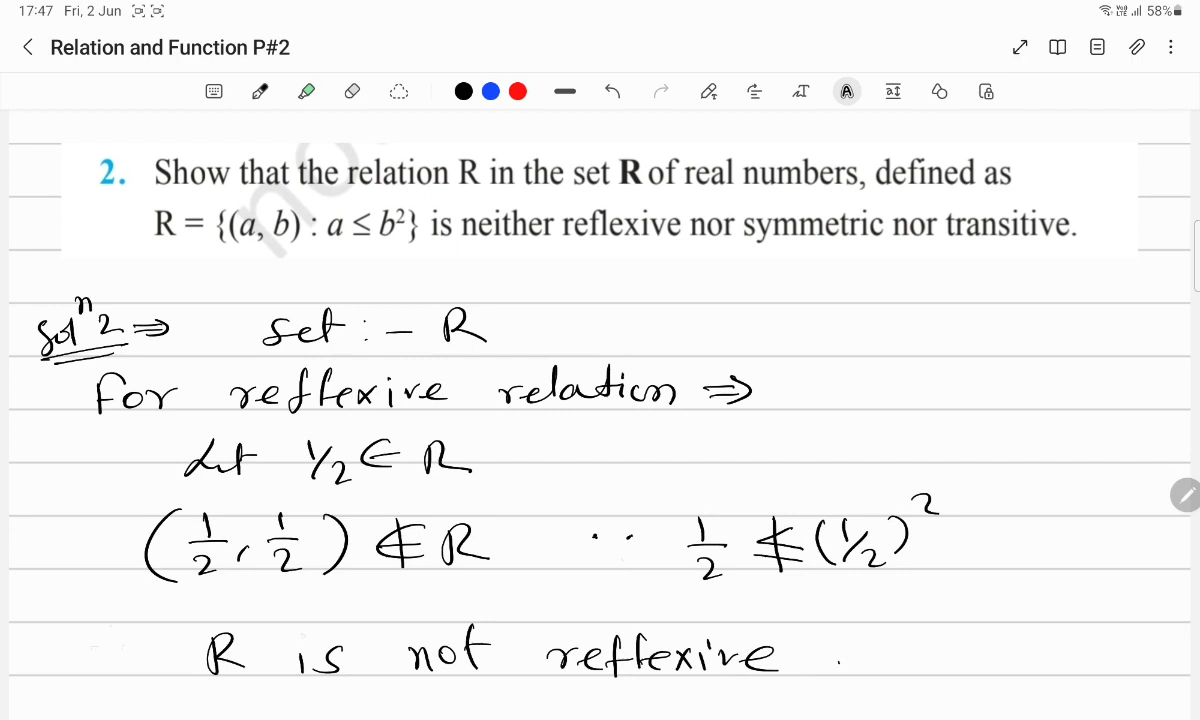 17:47 Fri, 2 Jun
58%
Relation and Function P#2
2. Show that the relation R in the set R of real numbers, defined as
R = {(a, b) : a ≤ b²} is neither reflexive nor symmetric nor transitive.
Solⁿ2 ⇒ set :- R
For reflexive relation ⇒
Let 1/2 ∈ R
(1/2, 1/2) ∉ R ∵ 1/2 ≰ (1/2)²
R is not reflexive.